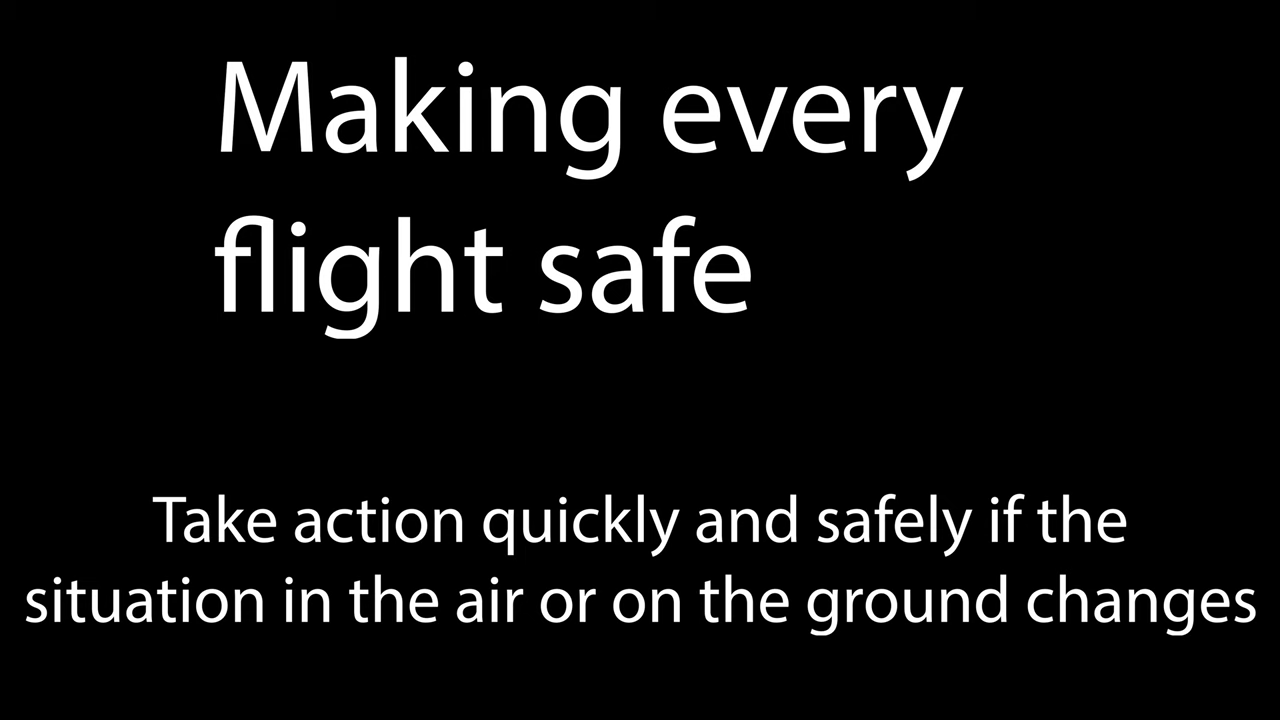 Making every
flight safe
Take action quickly and safely if the
situation in the air or on the ground changes